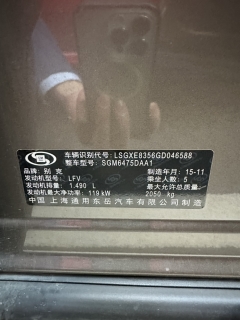 车辆识别代号: LSGXE8356GD046588
整车型号: SGM6475DAA1
品牌: 别克 制造年月: 15-11
发动机型号: LFV 乘坐人数: 5
发动机排量: 1.490 L 最大允许总质量:
最大净功率: 119 kW 2050 kg
中国 上海通用东岳汽车有限公司制造